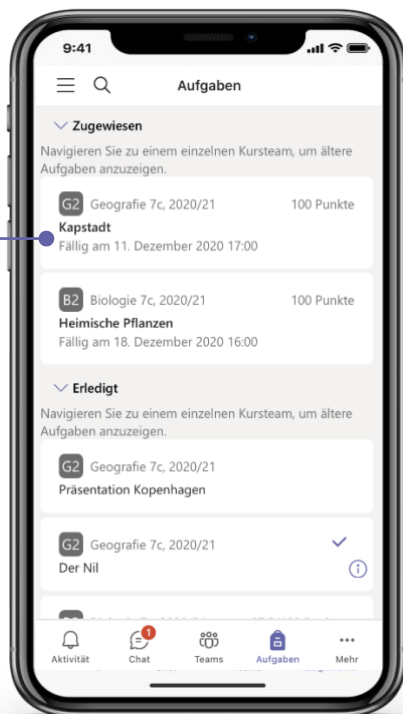 9:41
Aufgaben
Zugewiesen
Navigieren Sie zu einem einzelnen Kursteam, um ältere
Aufgaben anzuzeigen.
G2 Geografie 7c, 2020/21 100 Punkte
Kapstadt
Fällig am 11. Dezember 2020 17:00
B2 Biologie 7c, 2020/21 100 Punkte
Heimische Pflanzen
Fällig am 18. Dezember 2020 16:00
Erledigt
Navigieren Sie zu einem einzelnen Kursteam, um ältere
Aufgaben anzuzeigen.
G2 Geografie 7c, 2020/21
Präsentation Kopenhagen
G2 Geografie 7c, 2020/21
Der Nil
1
Aktivität Chat Teams Aufgaben Mehr